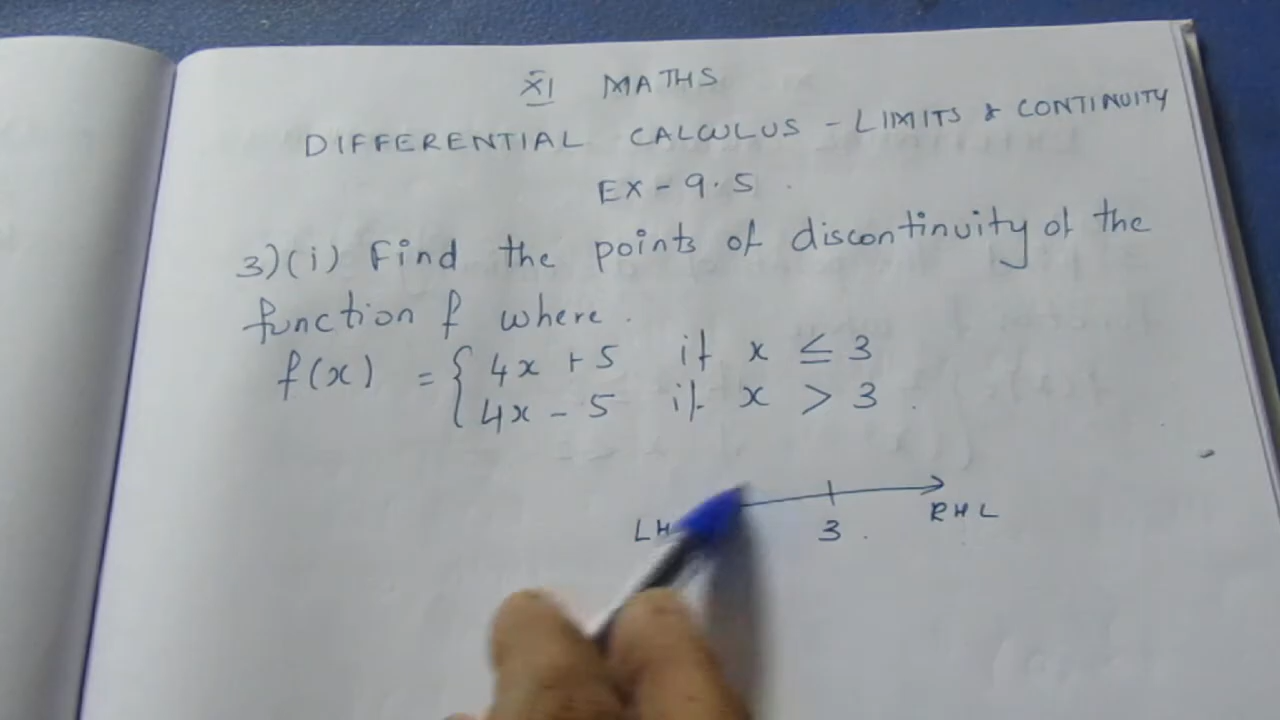 XI MATHS
DIFFERENTIAL CALCULUS - LIMITS & CONTINUITY
EX - 9.5
3)(i) Find the points of discontinuity of the
function f where.
f(x) = { 4x + 5 if x ≤ 3
4x - 5 if x > 3.
LH 3 RHL